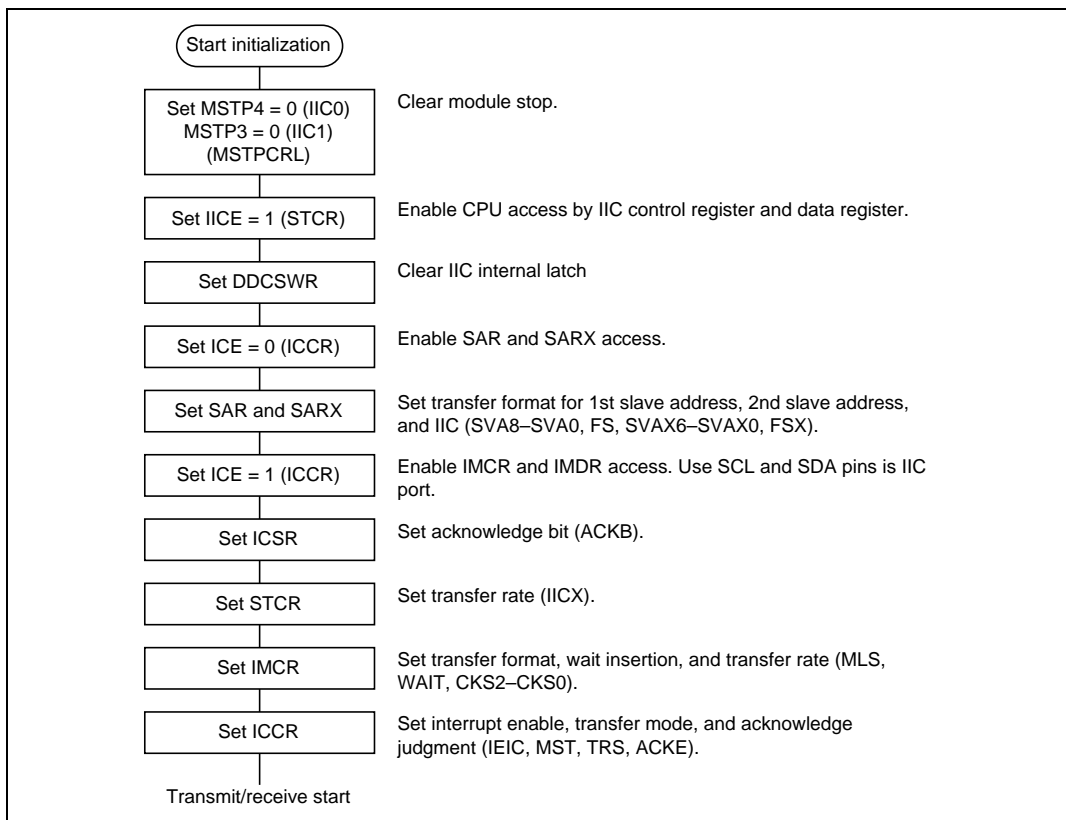 Start initialization
Set MSTP4 = 0 (IIC0)
MSTP3 = 0 (IIC1)
(MSTPCRL)
Clear module stop.
Set IICE = 1 (STCR)
Enable CPU access by IIC control register and data register.
Set DDCSWR
Clear IIC internal latch
Set ICE = 0 (ICCR)
Enable SAR and SARX access.
Set SAR and SARX
Set transfer format for 1st slave address, 2nd slave address,
and IIC (SVA8–SVA0, FS, SVAX6–SVAX0, FSX).
Set ICE = 1 (ICCR)
Enable IMCR and IMDR access. Use SCL and SDA pins is IIC
port.
Set ICSR
Set acknowledge bit (ACKB).
Set STCR
Set transfer rate (IICX).
Set IMCR
Set transfer format, wait insertion, and transfer rate (MLS,
WAIT, CKS2–CKS0).
Set ICCR
Set interrupt enable, transfer mode, and acknowledge
judgment (IEIC, MST, TRS, ACKE).
Transmit/receive start